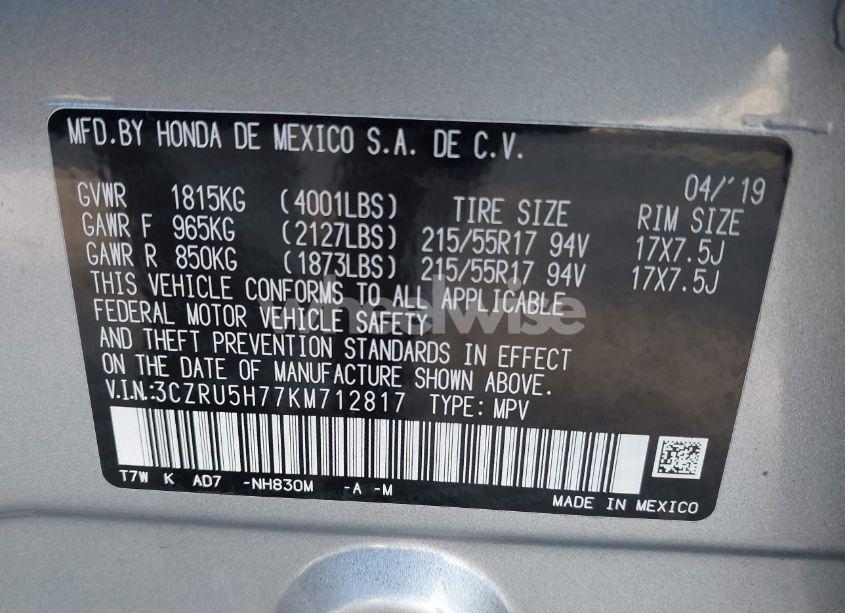 MFD.BY HONDA DE MEXICO S.A. DE C.V.
04/'19
GVWR 1815KG (4001LBS) TIRE SIZE RIM SIZE
GAWR F 965KG (2127LBS) 215/55R17 94V 17X7.5J
GAWR R 850KG (1873LBS) 215/55R17 94V 17X7.5J
THIS VEHICLE CONFORMS TO ALL APPLICABLE
FEDERAL MOTOR VEHICLE SAFETY
AND THEFT PREVENTION STANDARDS IN EFFECT
ON THE DATE OF MANUFACTURE SHOWN ABOVE.
V.I.N.:3CZRU5H77KM712817 TYPE:MPV
T7W K AD7 -NH830M -A -M
MADE IN MEXICO
wheelwise